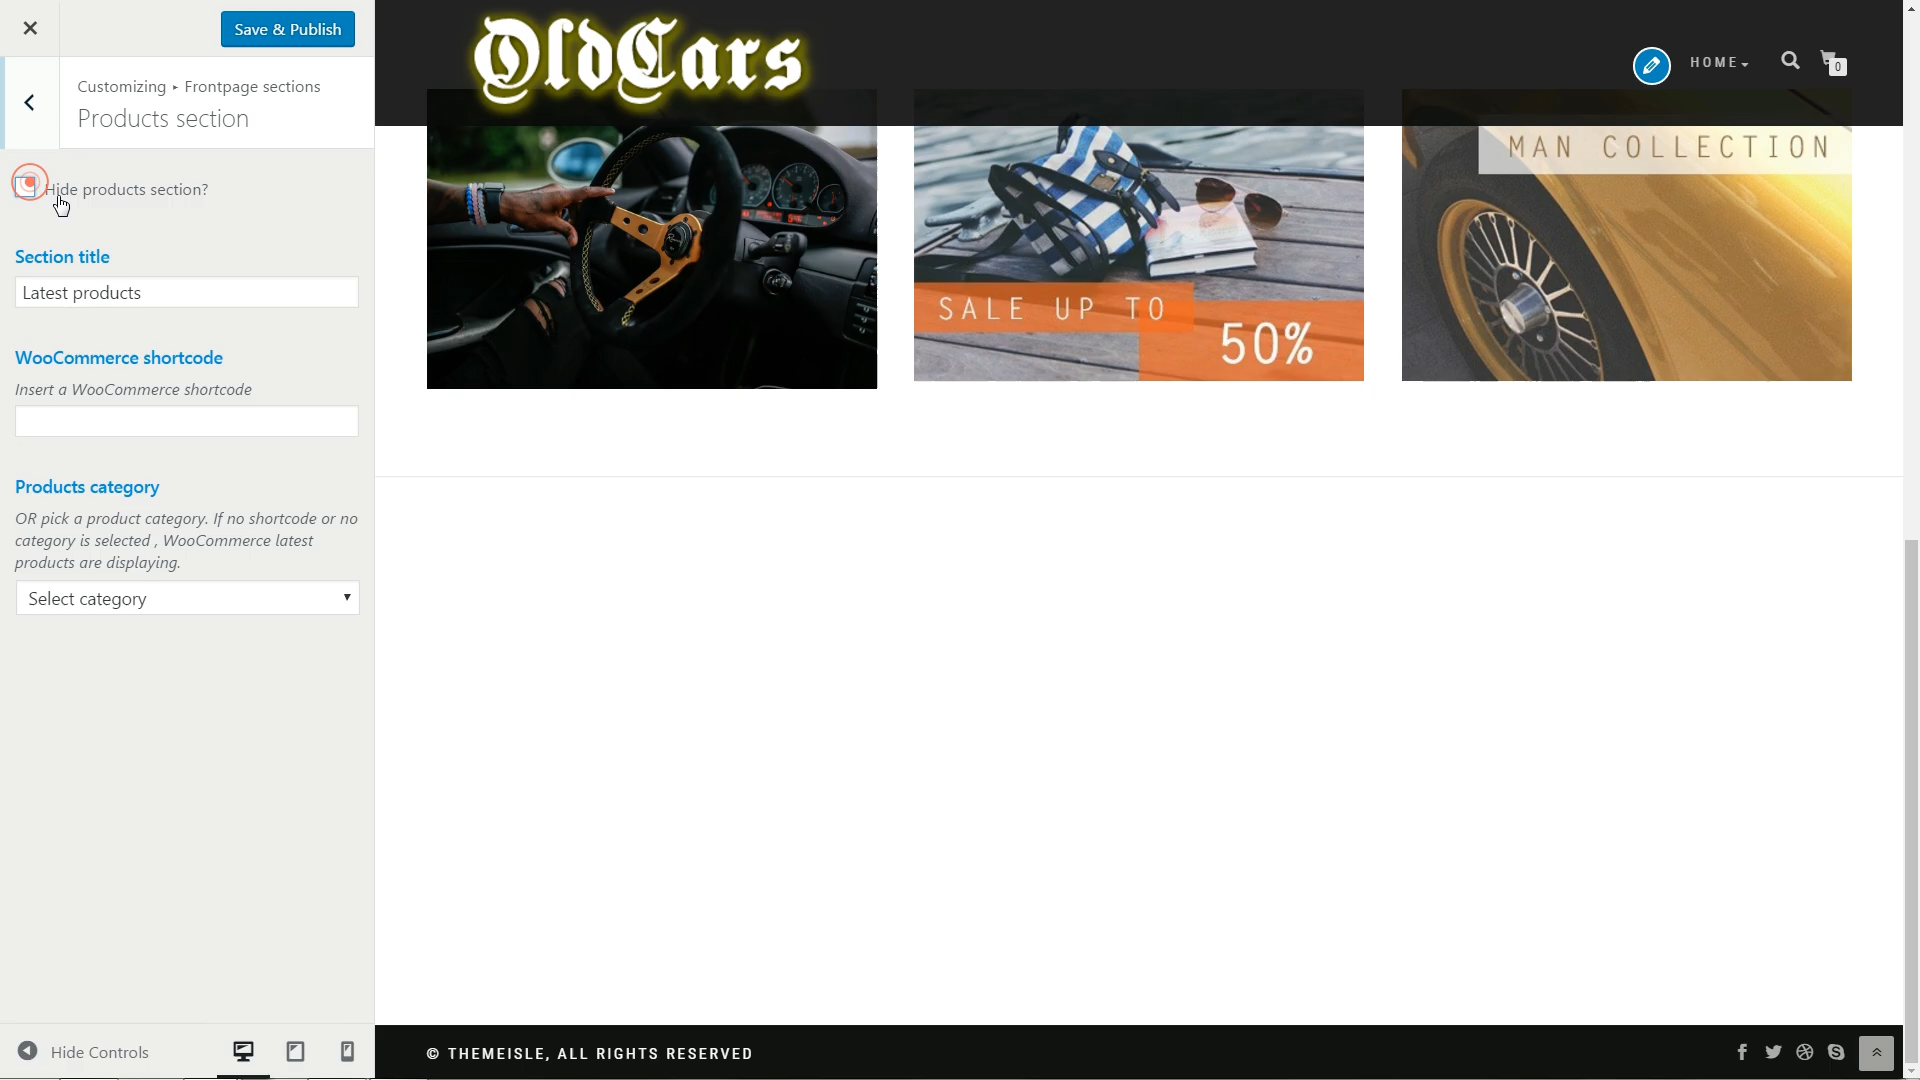 Save & Publish
Customizing ▸ Frontpage sections
Products section
Hide products section?
Section title
Latest products
WooCommerce shortcode
Insert a WooCommerce shortcode
Products category
OR pick a product category. If no shortcode or no
category is selected , WooCommerce latest
products are displaying.
Select category
Hide Controls
OldCars
HOME
0
SALE UP TO
50%
MAN COLLECTION
© THEMEISLE, ALL RIGHTS RESERVED